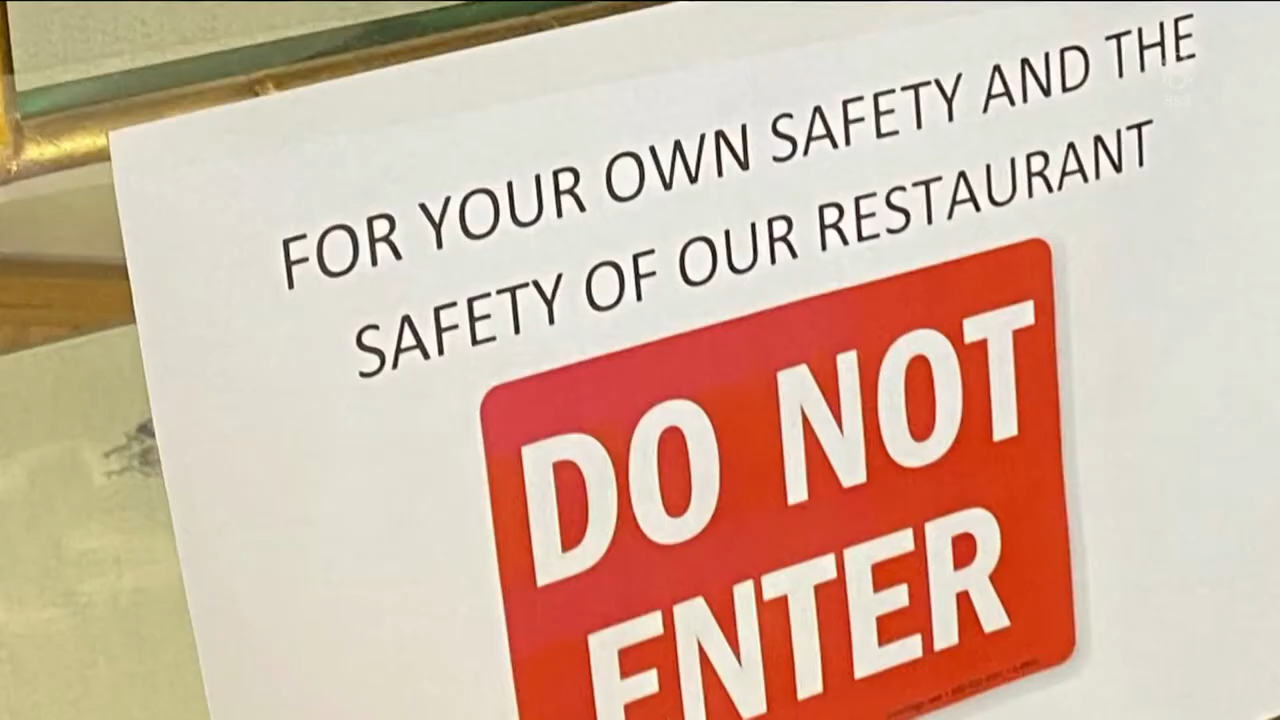 FOR YOUR OWN SAFETY AND THE
SAFETY OF OUR RESTAURANT
DO NOT
ENTER